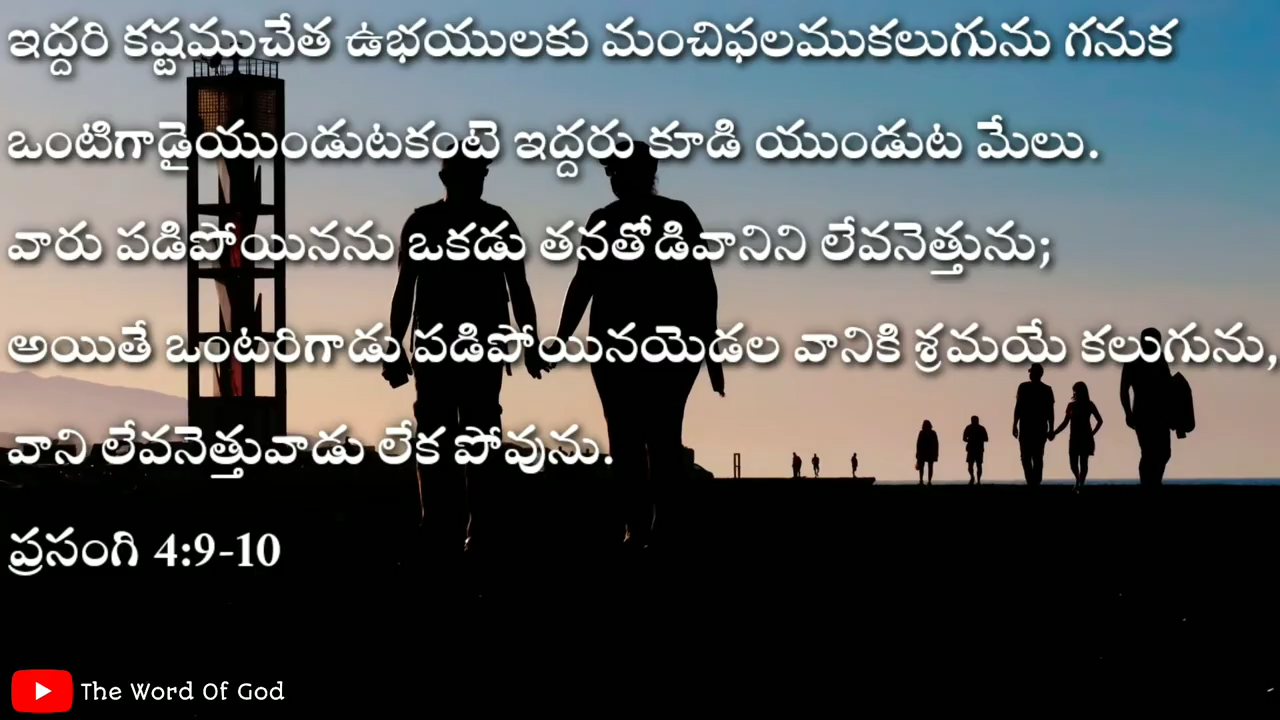 ఇద్దరి కష్టముచేత ఉభయులకు మంచిఫలముకలుగును గనుక
ఒంటిగాడైయుండుటకంటె ఇద్దరు కూడి యుండుట మేలు.
వారు పడిపోయినను ఒకడు తనతోడివానిని లేవనెత్తును;
అయితే ఒంటరిగాడు పడిపోయినయెడల వానికి శ్రమయే కలుగును,
వాని లేవనెత్తువాడు లేక పోవును.
ప్రసంగి 4:9-10
The Word Of God